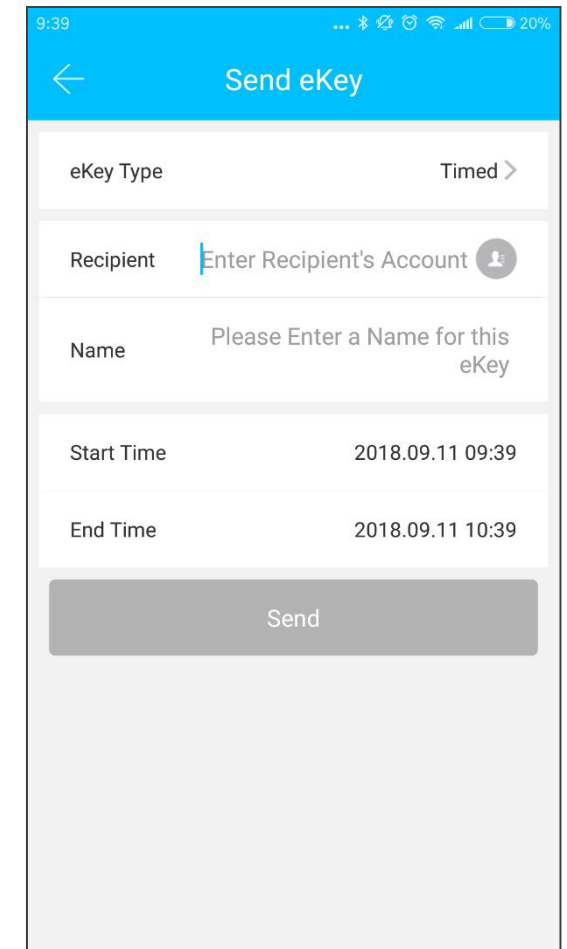 9:39 ... 20%
Send eKey
eKey Type Timed
Recipient Enter Recipient's Account
Name Please Enter a Name for this
eKey
Start Time 2018.09.11 09:39
End Time 2018.09.11 10:39
Send